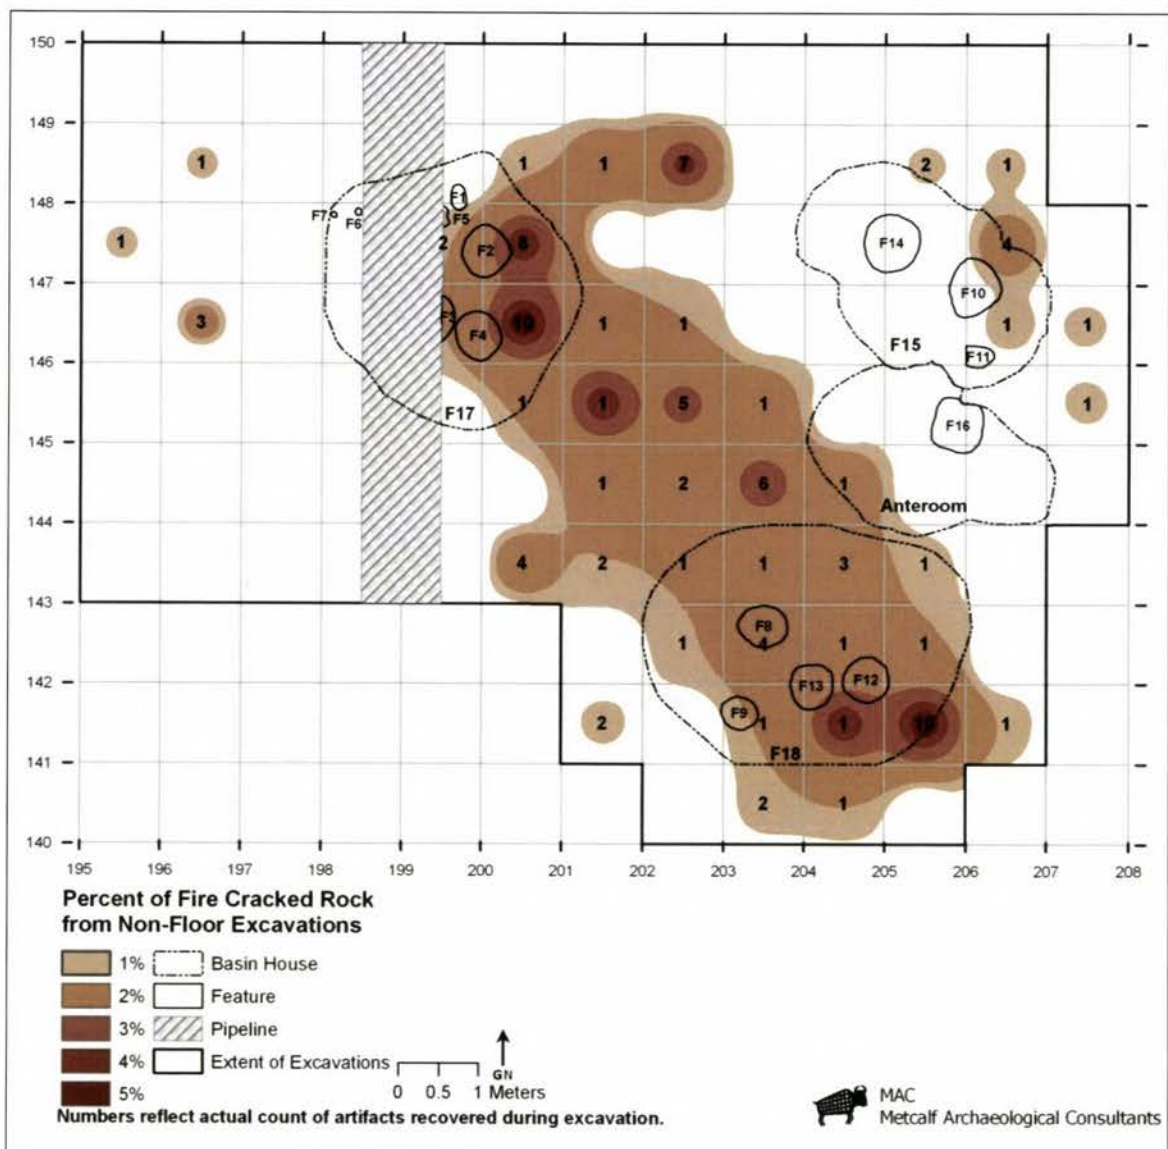 150
149
1 1 1 7 2 1
148
F7 F6 F1 F5 F14
1 2 F2 8 4
147
F10
3 F3 F4 10 1 1 1 1
146
F15 F11
F17 1 1 5 1 F16 1
145
1 2 6 1 Anteroom
144
4 2 1 1 3 1
143
F8
1 4 1 1
142
F13 F12
F9
2 1 1 10 1
F18
141
2 1
140
195 196 197 198 199 200 201 202 203 204 205 206 207 208
Percent of Fire Cracked Rock
from Non-Floor Excavations
1% Basin House
2% Feature
3% Pipeline
4% Extent of Excavations
5%
GN
0 0.5 1 Meters
Numbers reflect actual count of artifacts recovered during excavation.
MAC
Metcalf Archaeological Consultants